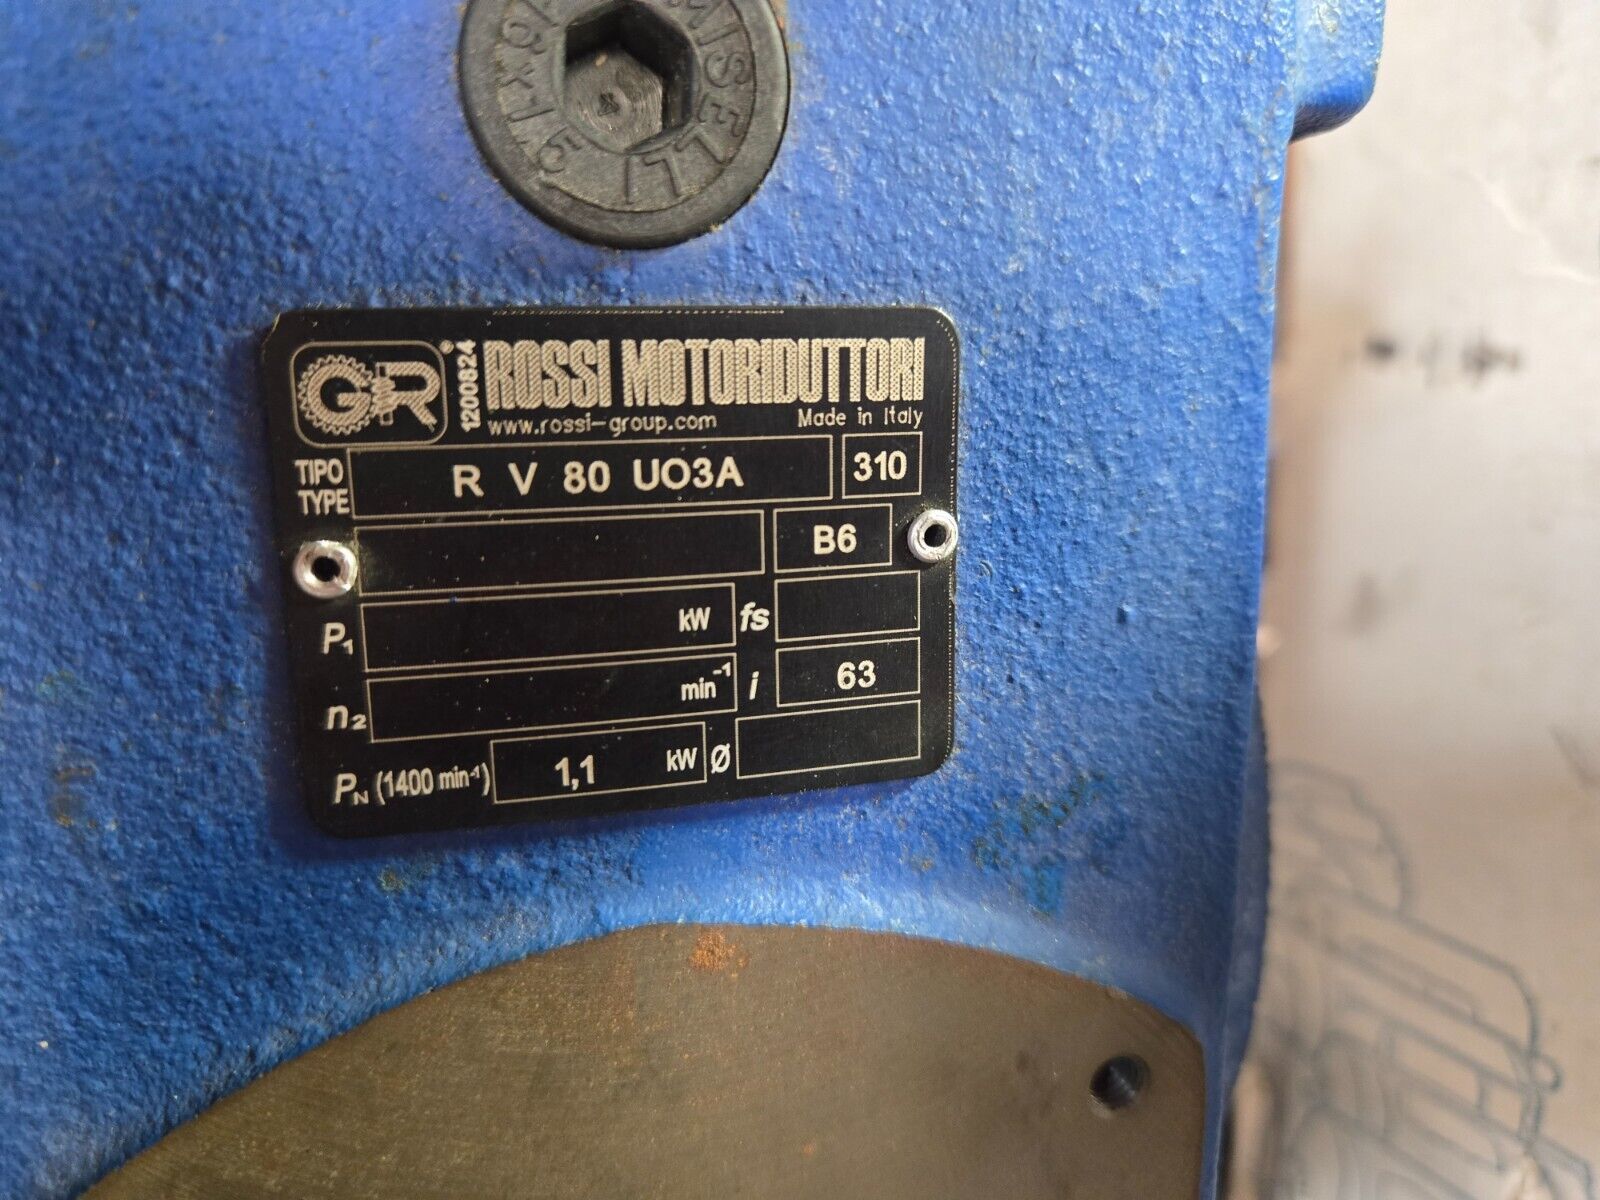 GR ® 1200824 ROSSI MOTORIDUTTORI
www.rossi-group.com Made in Italy
TIPO
TYPE R V 80 UO3A 310
B6
P₁ kW fs
n₂ min⁻¹ i 63
PN (1400 min⁻¹) 1,1 kW Ø